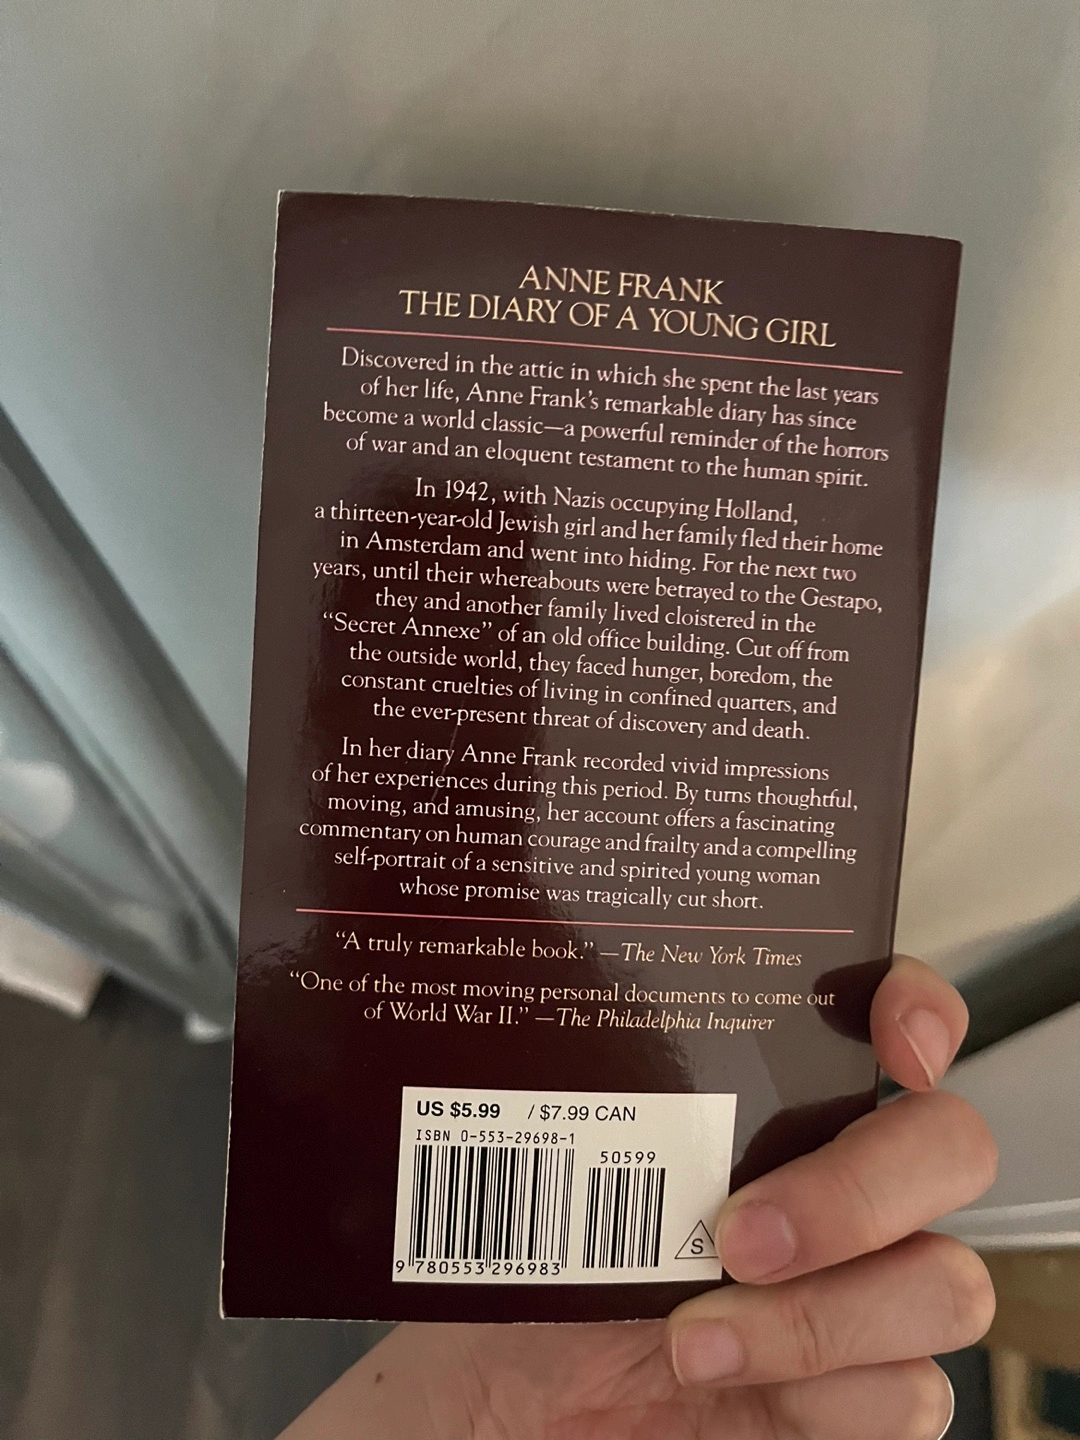 ANNE FRANK
THE DIARY OF A YOUNG GIRL
Discovered in the attic in which she spent the last years
of her life, Anne Frank's remarkable diary has since
become a world classic—a powerful reminder of the horrors
of war and an eloquent testament to the human spirit.
In 1942, with Nazis occupying Holland,
a thirteen-year-old Jewish girl and her family fled their home
in Amsterdam and went into hiding. For the next two
years, until their whereabouts were betrayed to the Gestapo,
they and another family lived cloistered in the
“Secret Annexe” of an old office building. Cut off from
the outside world, they faced hunger, boredom, the
constant cruelties of living in confined quarters, and
the ever-present threat of discovery and death.
In her diary Anne Frank recorded vivid impressions
of her experiences during this period. By turns thoughtful,
moving, and amusing, her account offers a fascinating
commentary on human courage and frailty and a compelling
self-portrait of a sensitive and spirited young woman
whose promise was tragically cut short.
“A truly remarkable book.” —The New York Times
“One of the most moving personal documents to come out
of World War II.” —The Philadelphia Inquirer
US $5.99 / $7.99 CAN
ISBN 0-553-29698-1
50599
S
9 780553 296983